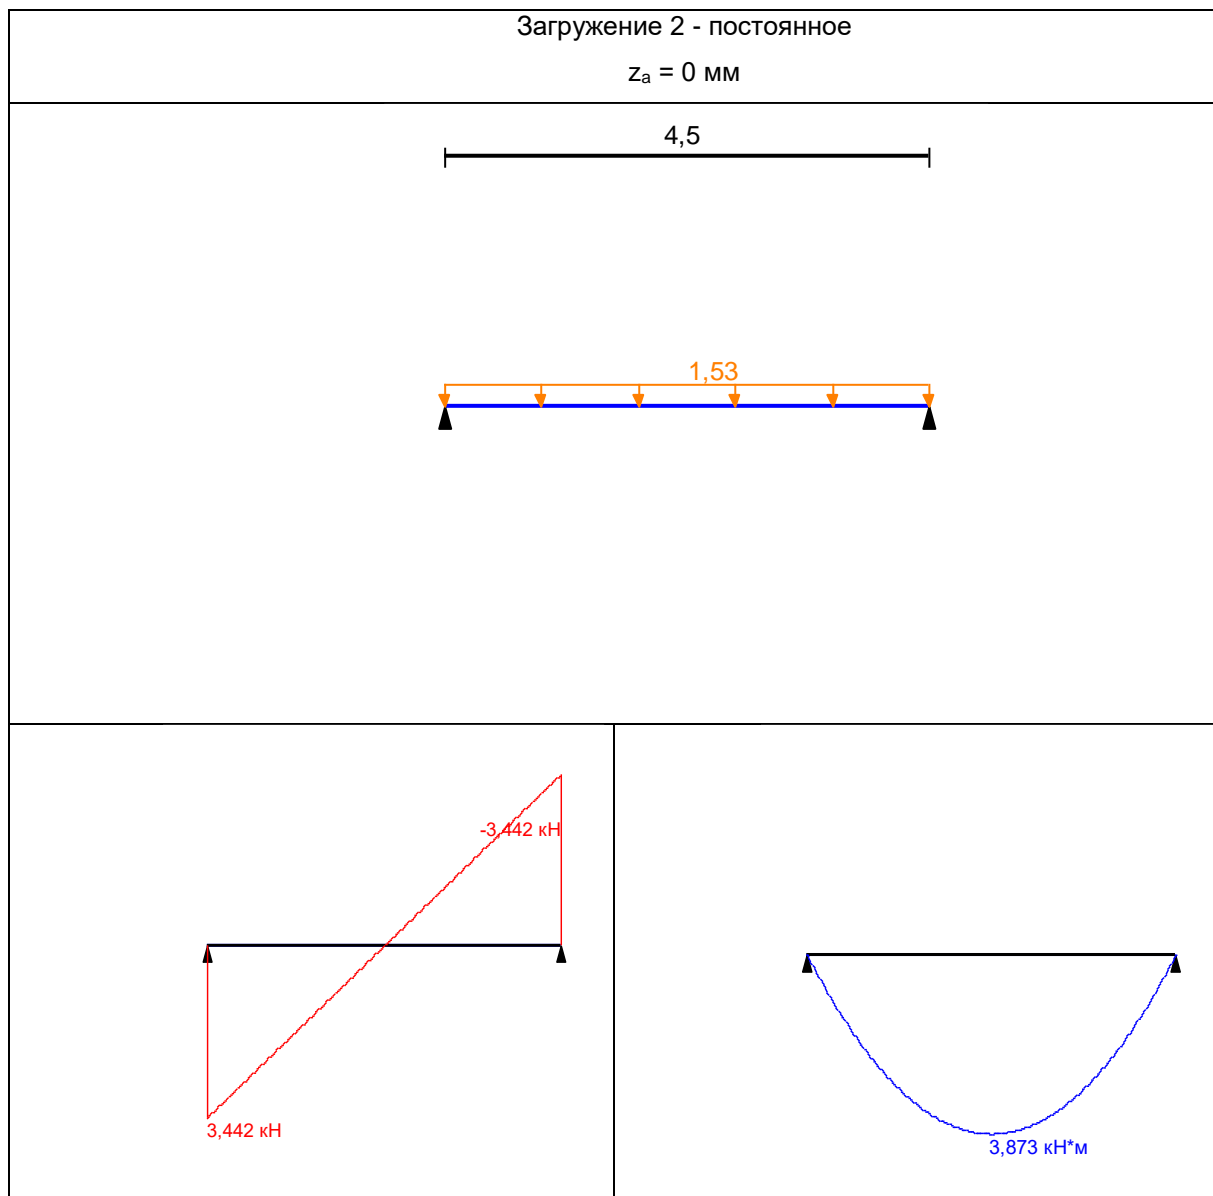 Загружение 2 - постоянное
zₐ = 0 мм
4,5
1,53
-3,442 кН
3,442 кН
3,873 кН*м